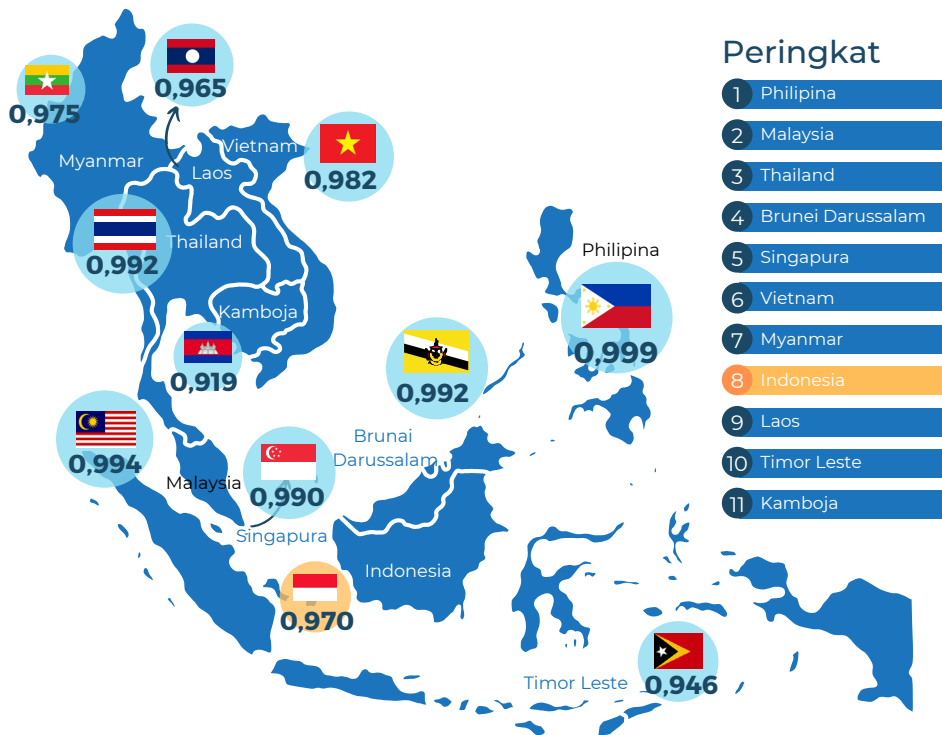 0,975
0,965
Myanmar
Vietnam
Laos
0,982
Thailand
0,992
Kamboja
0,919
Philipina
0,999
0,992
Brunai
Darussalam
0,994
Malaysia
0,990
Singapura
Indonesia
0,970
Timor Leste
0,946
Peringkat
1 Philipina
2 Malaysia
3 Thailand
4 Brunei Darussalam
5 Singapura
6 Vietnam
7 Myanmar
8 Indonesia
9 Laos
10 Timor Leste
11 Kamboja